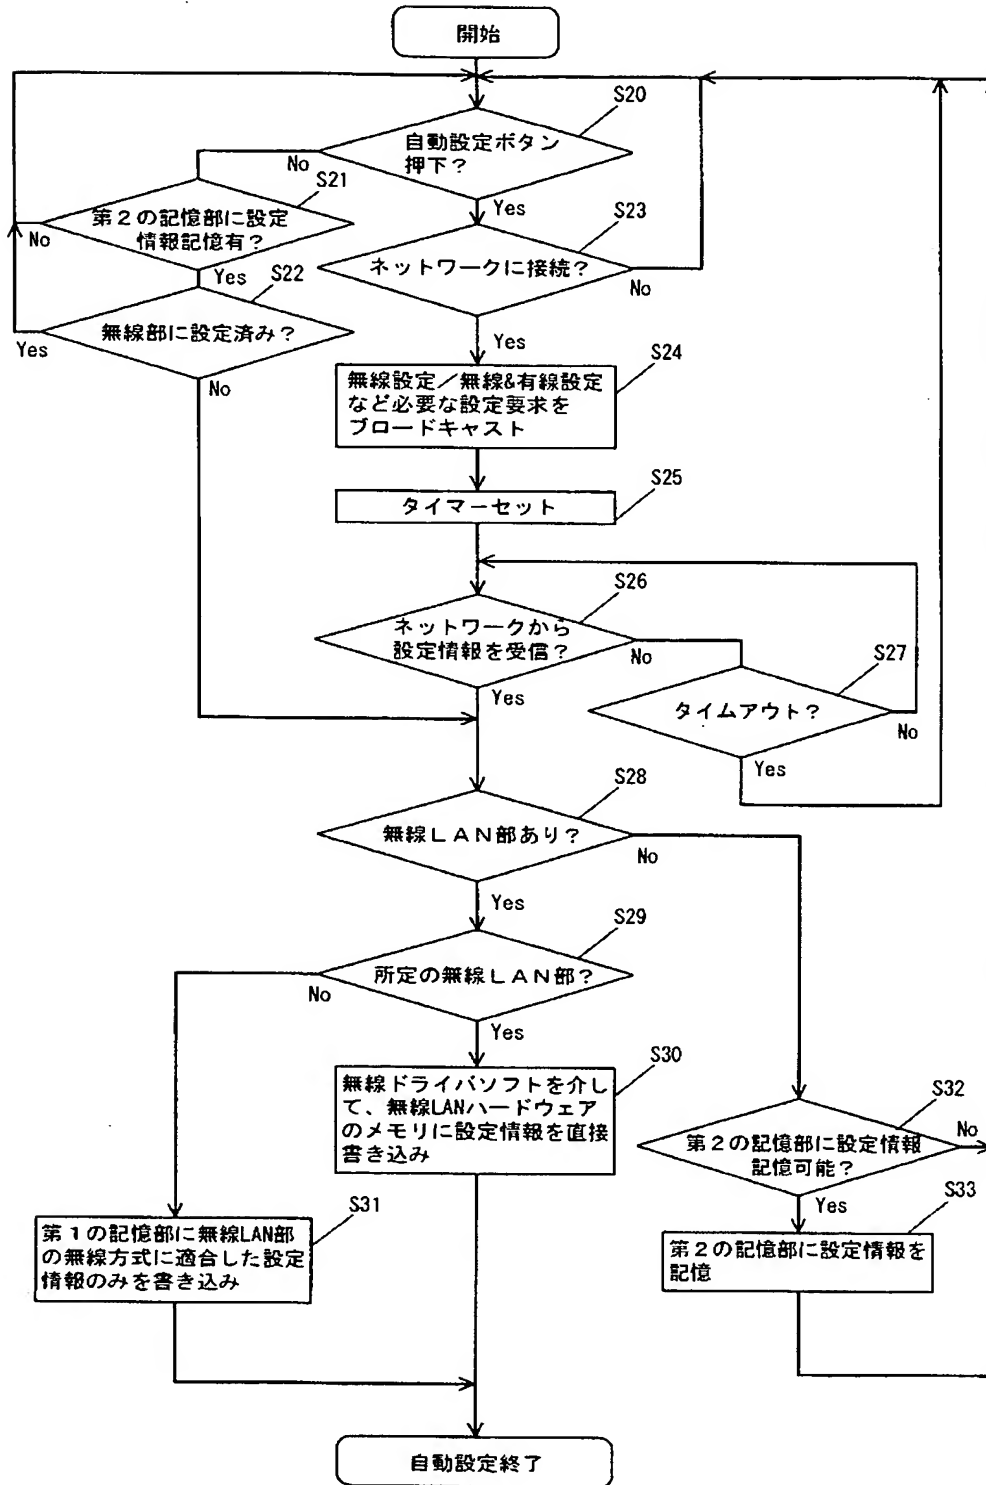 開始
S20
自動設定ボタン
押下？
No
Yes
S21
第２の記憶部に設定
情報記憶有？
No
Yes
S22
無線部に設定済み？
Yes
No
S23
ネットワークに接続？
No
Yes
S24
無線設定／無線&有線設定
など必要な設定要求を
ブロードキャスト
S25
タイマーセット
S26
ネットワークから
設定情報を受信？
No
Yes
S27
タイムアウト？
No
Yes
S28
無線ＬＡＮ部あり？
No
Yes
S29
所定の無線ＬＡＮ部？
No
Yes
S30
無線ドライバソフトを介し
て、無線LANハードウェア
のメモリに設定情報を直接
書き込み
S31
第１の記憶部に無線LAN部
の無線方式に適合した設定
情報のみを書き込み
S32
第２の記憶部に設定情報
記憶可能？
No
Yes
S33
第２の記憶部に設定情報を
記憶
自動設定終了